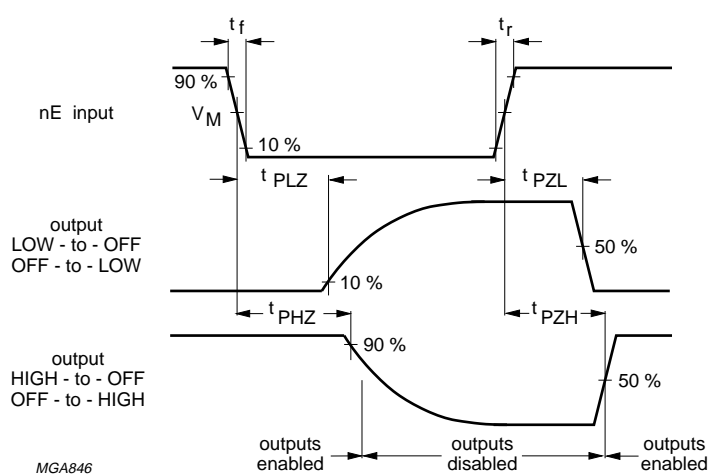 t f
t r
90 %
nE input
V M
10 %
t PLZ
t PZL
output
LOW - to - OFF
OFF - to - LOW
50 %
10 %
t PHZ
t PZH
output
HIGH - to - OFF
OFF - to - HIGH
90 %
50 %
outputs
enabled
outputs
disabled
outputs
enabled
MGA846